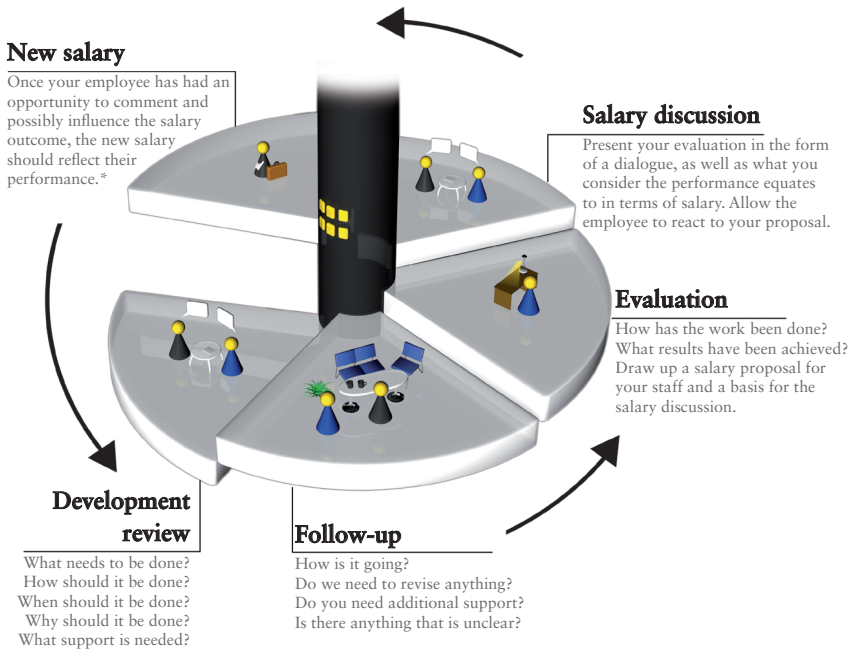 New salary
Once your employee has had an
opportunity to comment and
possibly influence the salary
outcome, the new salary
should reflect their
performance.*
Salary discussion
Present your evaluation in the form
of a dialogue, as well as what you
consider the performance equates
to in terms of salary. Allow the
employee to react to your proposal.
Evaluation
How has the work been done?
What results have been achieved?
Draw up a salary proposal for
your staff and a basis for the
salary discussion.
Development
review
What needs to be done?
How should it be done?
When should it be done?
Why should it be done?
What support is needed?
Follow-up
How is it going?
Do we need to revise anything?
Do you need additional support?
Is there anything that is unclear?